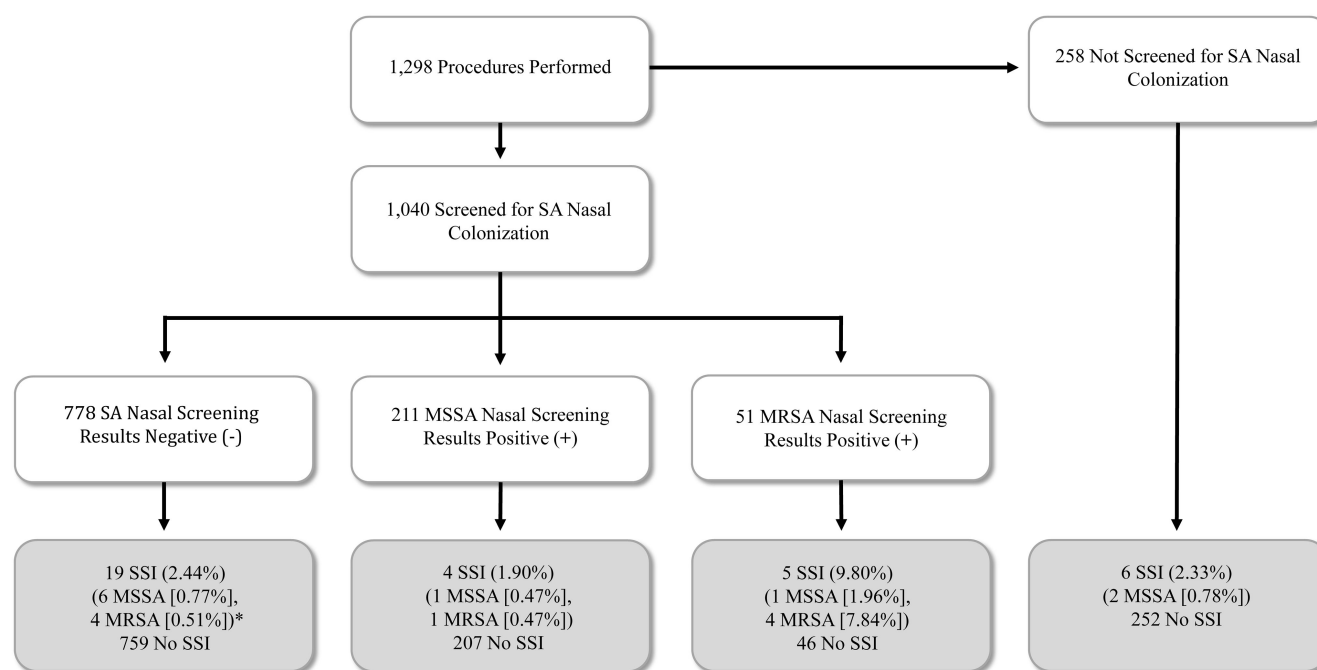 1,298 Procedures Performed
258 Not Screened for SA Nasal
Colonization
1,040 Screened for SA Nasal
Colonization
778 SA Nasal Screening
Results Negative (-)
211 MSSA Nasal Screening
Results Positive (+)
51 MRSA Nasal Screening
Results Positive (+)
19 SSI (2.44%)
(6 MSSA [0.77%],
4 MRSA [0.51%])*
759 No SSI
4 SSI (1.90%)
(1 MSSA [0.47%],
1 MRSA [0.47%])
207 No SSI
5 SSI (9.80%)
(1 MSSA [1.96%],
4 MRSA [7.84%])
46 No SSI
6 SSI (2.33%)
(2 MSSA [0.78%])
252 No SSI